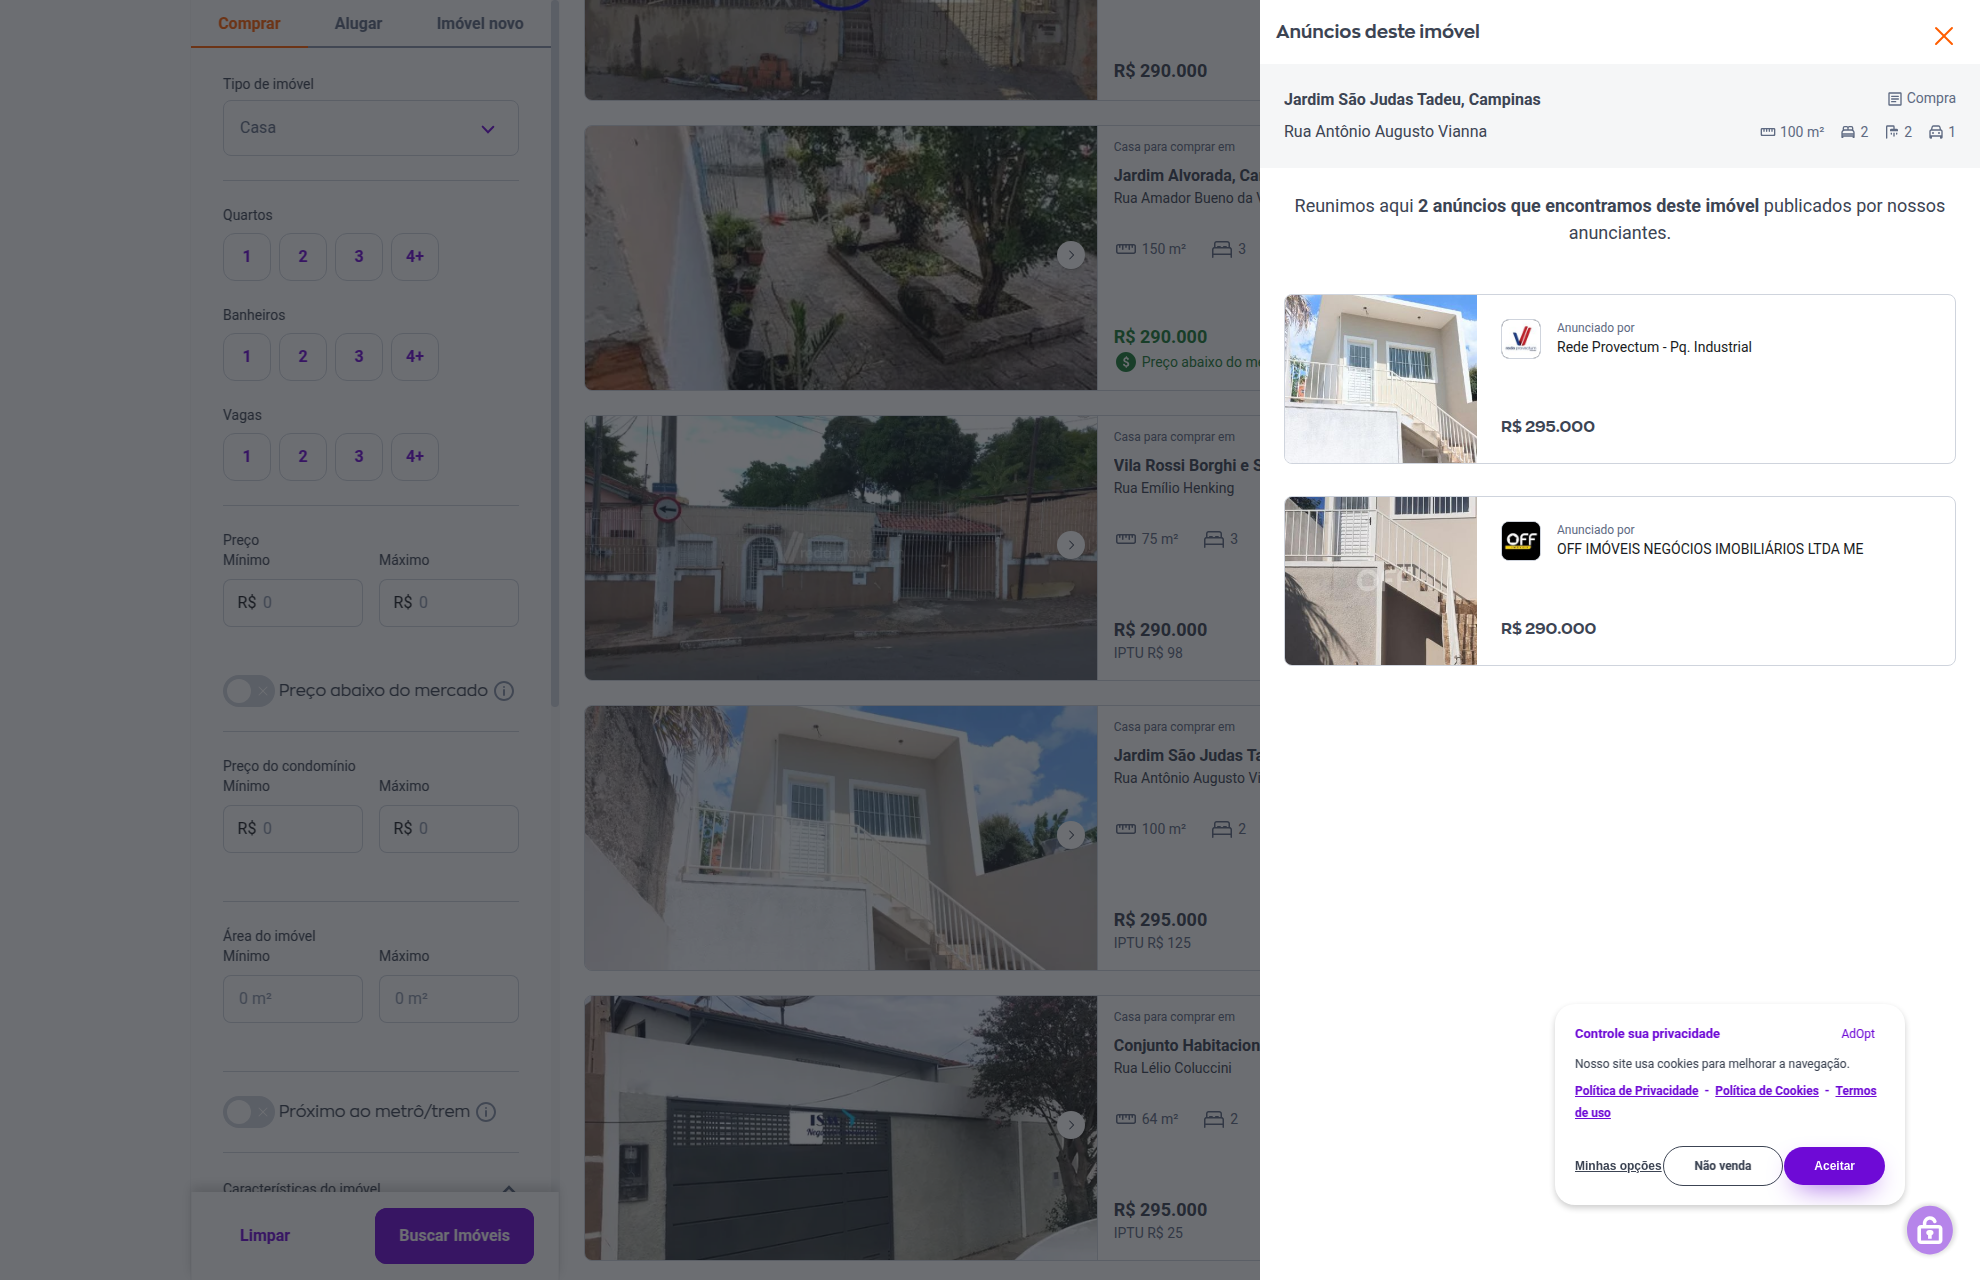 Comprar
Alugar
Imóvel novo
Tipo de imóvel
Casa
Quartos
1
2
3
4+
Banheiros
1
2
3
4+
Vagas
1
2
3
4+
Preço
Mínimo
Máximo
R$ 0
R$ 0
Preço abaixo do mercado
Preço do condomínio
Mínimo
Máximo
R$ 0
R$ 0
Área do imóvel
Mínimo
Máximo
0 m²
0 m²
Próximo ao metrô/trem
Características do imóvel
Limpar
Buscar Imóveis
R$ 290.000
Casa para comprar em
Jardim Alvorada, Ca
Rua Amador Bueno da V
150 m²
3
R$ 290.000
Preço abaixo do me
Casa para comprar em
Vila Rossi Borghi e S
Rua Emílio Henking
75 m²
3
R$ 290.000
IPTU R$ 98
Casa para comprar em
Jardim São Judas Ta
Rua Antônio Augusto Vi
100 m²
2
R$ 295.000
IPTU R$ 125
Casa para comprar em
Conjunto Habitacion
Rua Lélio Coluccini
64 m²
2
R$ 295.000
IPTU R$ 25
Anúncios deste imóvel
Jardim São Judas Tadeu, Campinas
Compra
Rua Antônio Augusto Vianna
100 m²
2
2
1
Reunimos aqui 2 anúncios que encontramos deste imóvel publicados por nossos
anunciantes.
Anunciado por
Rede Provectum - Pq. Industrial
R$ 295.000
OFF
Anunciado por
OFF IMÓVEIS NEGÓCIOS IMOBILIÁRIOS LTDA ME
R$ 290.000
Controle sua privacidade
AdOpt
Nosso site usa cookies para melhorar a navegação.
Política de Privacidade - Política de Cookies - Termos
de uso
Minhas opções
Não venda
Aceitar